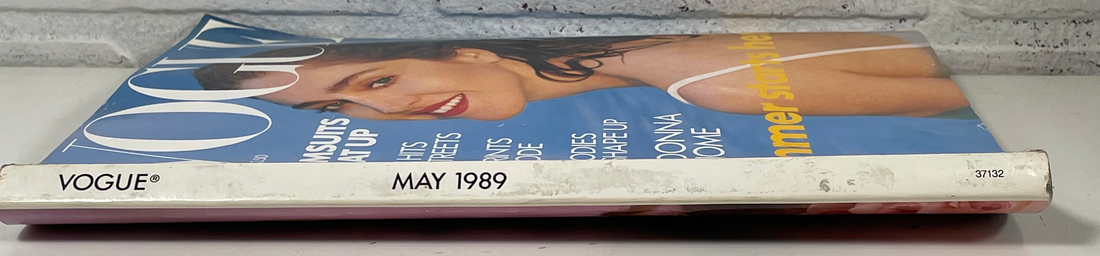 VOGUE
MSUITS
AT UP
HITS
TREETS
RINTS
ODE
ODIES
SHAPE UP
DONNA
OME
mmer starts he
VOGUE® MAY 1989 37132